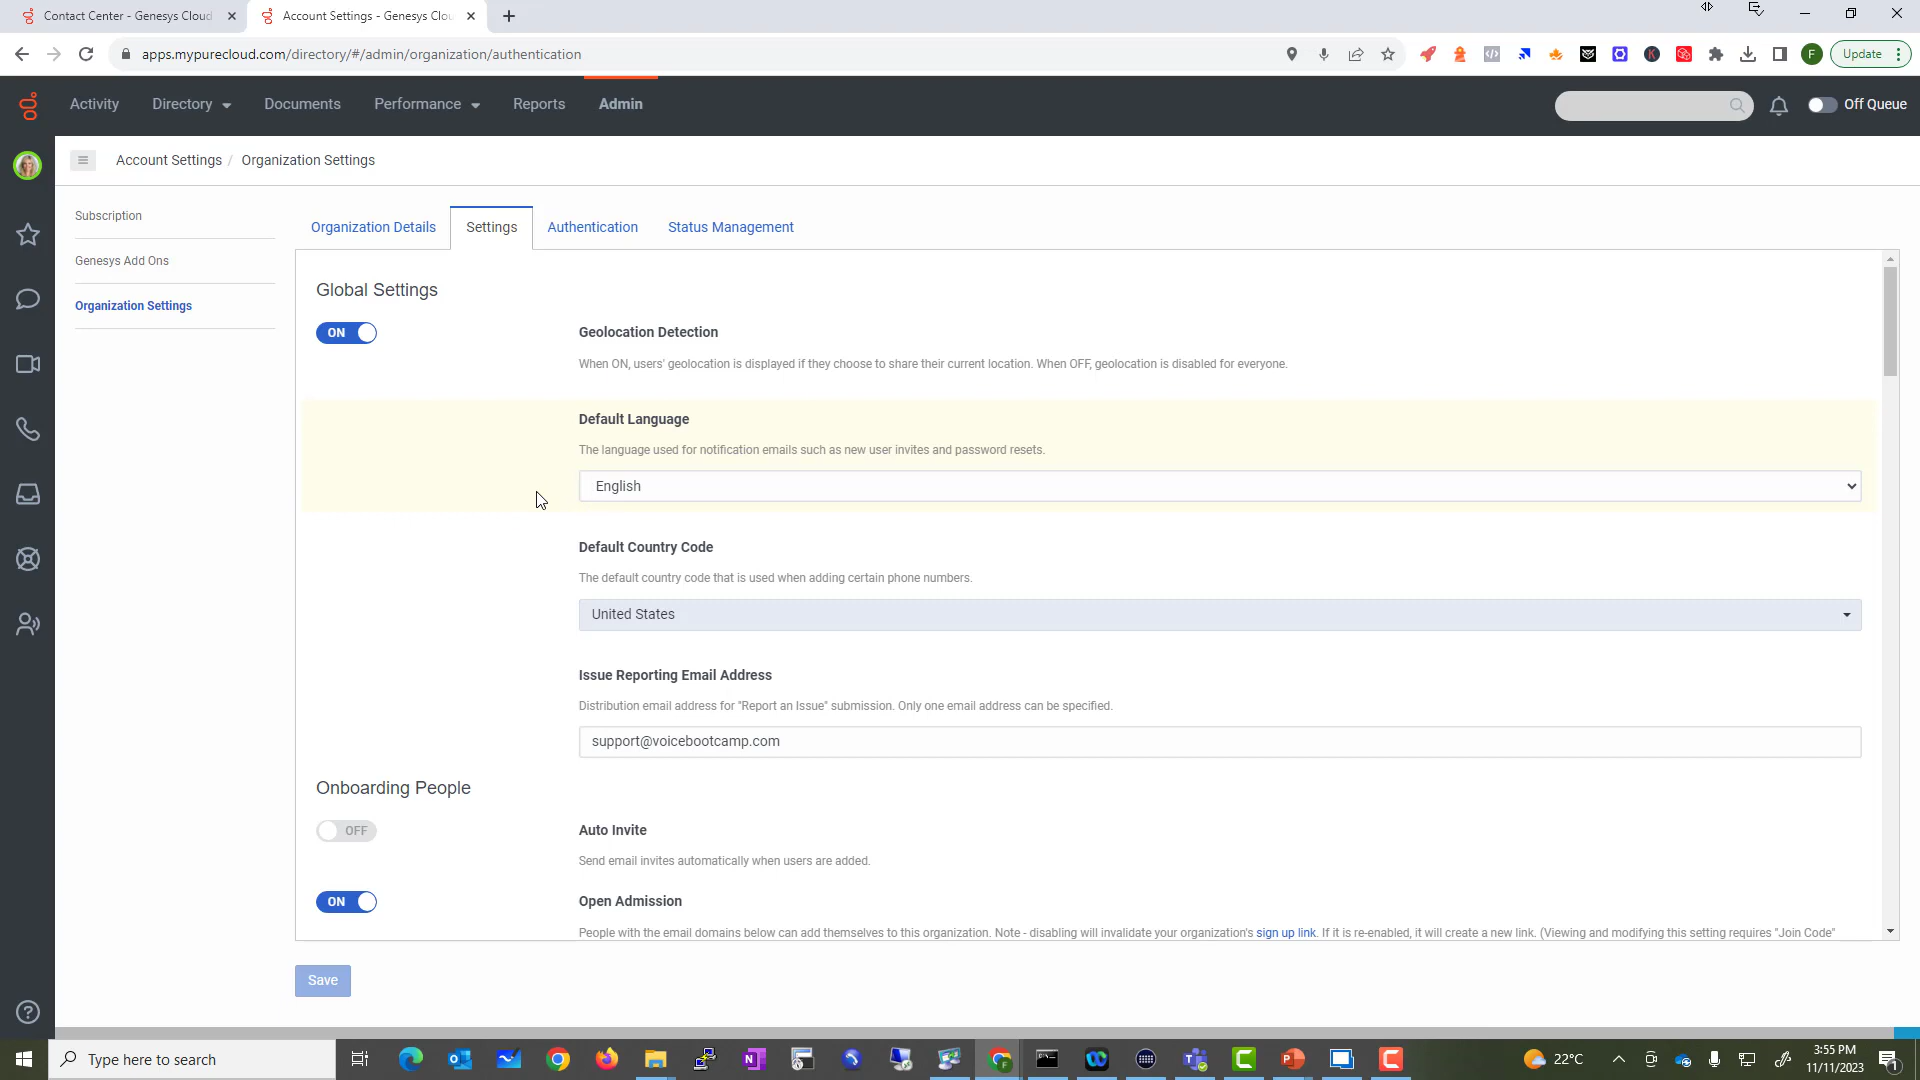 Contact Center - Genesys Cloud
Account Settings - Genesys Clou
apps.mypurecloud.com/directory/#/admin/organization/authentication
F
Update
Activity
Directory
Documents
Performance
Reports
Admin
Off Queue
Account Settings / Organization Settings
Subscription
Genesys Add Ons
Organization Settings
Organization Details
Settings
Authentication
Status Management
Global Settings
ON
Geolocation Detection
When ON, users' geolocation is displayed if they choose to share their current location. When OFF, geolocation is disabled for everyone.
Default Language
The language used for notification emails such as new user invites and password resets.
English
Default Country Code
The default country code that is used when adding certain phone numbers.
United States
Issue Reporting Email Address
Distribution email address for "Report an Issue" submission. Only one email address can be specified.
support@voicebootcamp.com
Onboarding People
OFF
Auto Invite
Send email invites automatically when users are added.
ON
Open Admission
People with the email domains below can add themselves to this organization. Note - disabling will invalidate your organization's sign up link. If it is re-enabled, it will create a new link. (Viewing and modifying this setting requires "Join Code"
Save
Type here to search
22°C
3:55 PM
11/11/2023